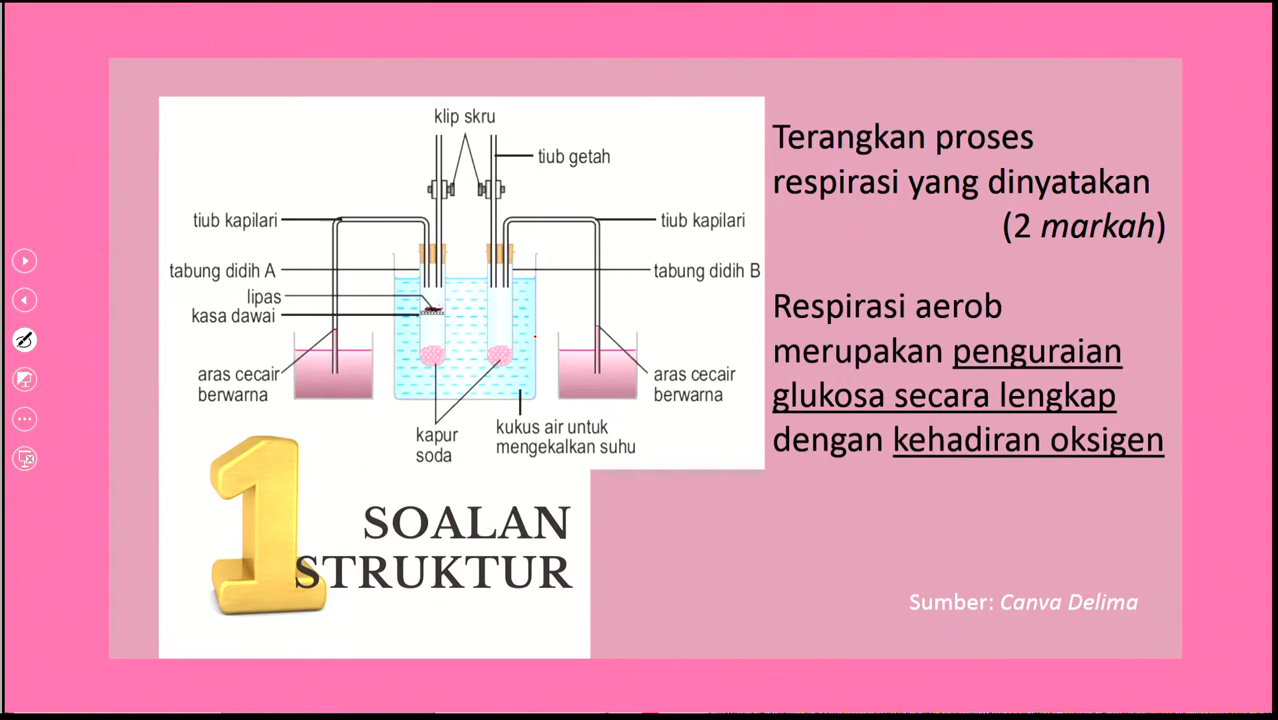 klip skru
tiub getah
tiub kapilari
tiub kapilari
tabung didih A
tabung didih B
lipas
kasa dawai
aras cecair
berwarna
aras cecair
berwarna
kapur
soda
kukus air untuk
mengekalkan suhu
1
SOALAN
STRUKTUR
Terangkan proses
respirasi yang dinyatakan
(2 markah)
Respirasi aerob
merupakan penguraian
glukosa secara lengkap
dengan kehadiran oksigen
Sumber: Canva Delima